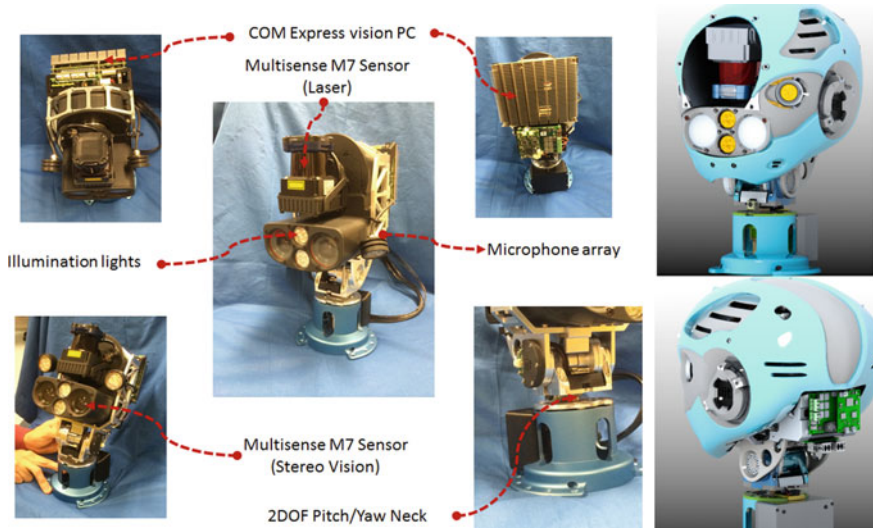 COM Express vision PC
Multisense M7 Sensor
(Laser)
Illumination lights
Microphone array
Multisense M7 Sensor
(Stereo Vision)
2DOF Pitch/Yaw Neck